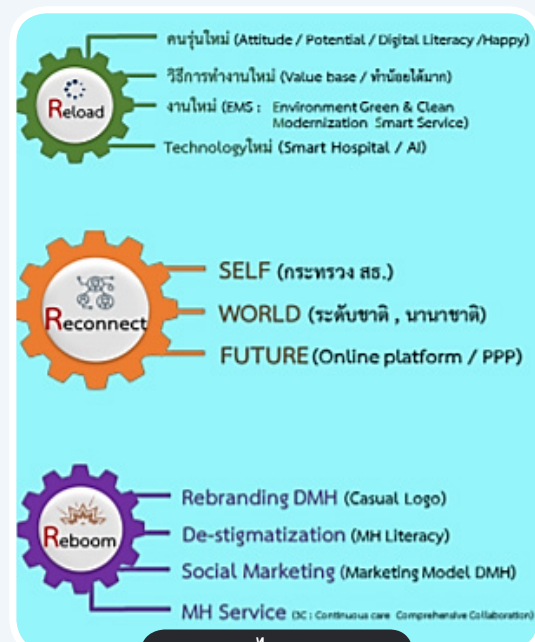 คนรุ่นใหม่ (Attitude / Potential / Digital Literacy /Happy)
วิธีการทำงานใหม่ (Value base / ทำน้อยได้มาก)
Reload
งานใหม่ (EMS : Environment Green & Clean
Modernization Smart Service)
Technologyใหม่ (Smart Hospital / AI)
SELF (กระทรวง สธ.)
Reconnect
WORLD (ระดับชาติ , นานาชาติ)
FUTURE (Online platform / PPP)
Rebranding DMH (Casual Logo)
Reboom
De-stigmatization (MH Literacy)
Social Marketing (Marketing Model DMH)
MH Service (3C : Continuous care Comprehensive Collaboration)